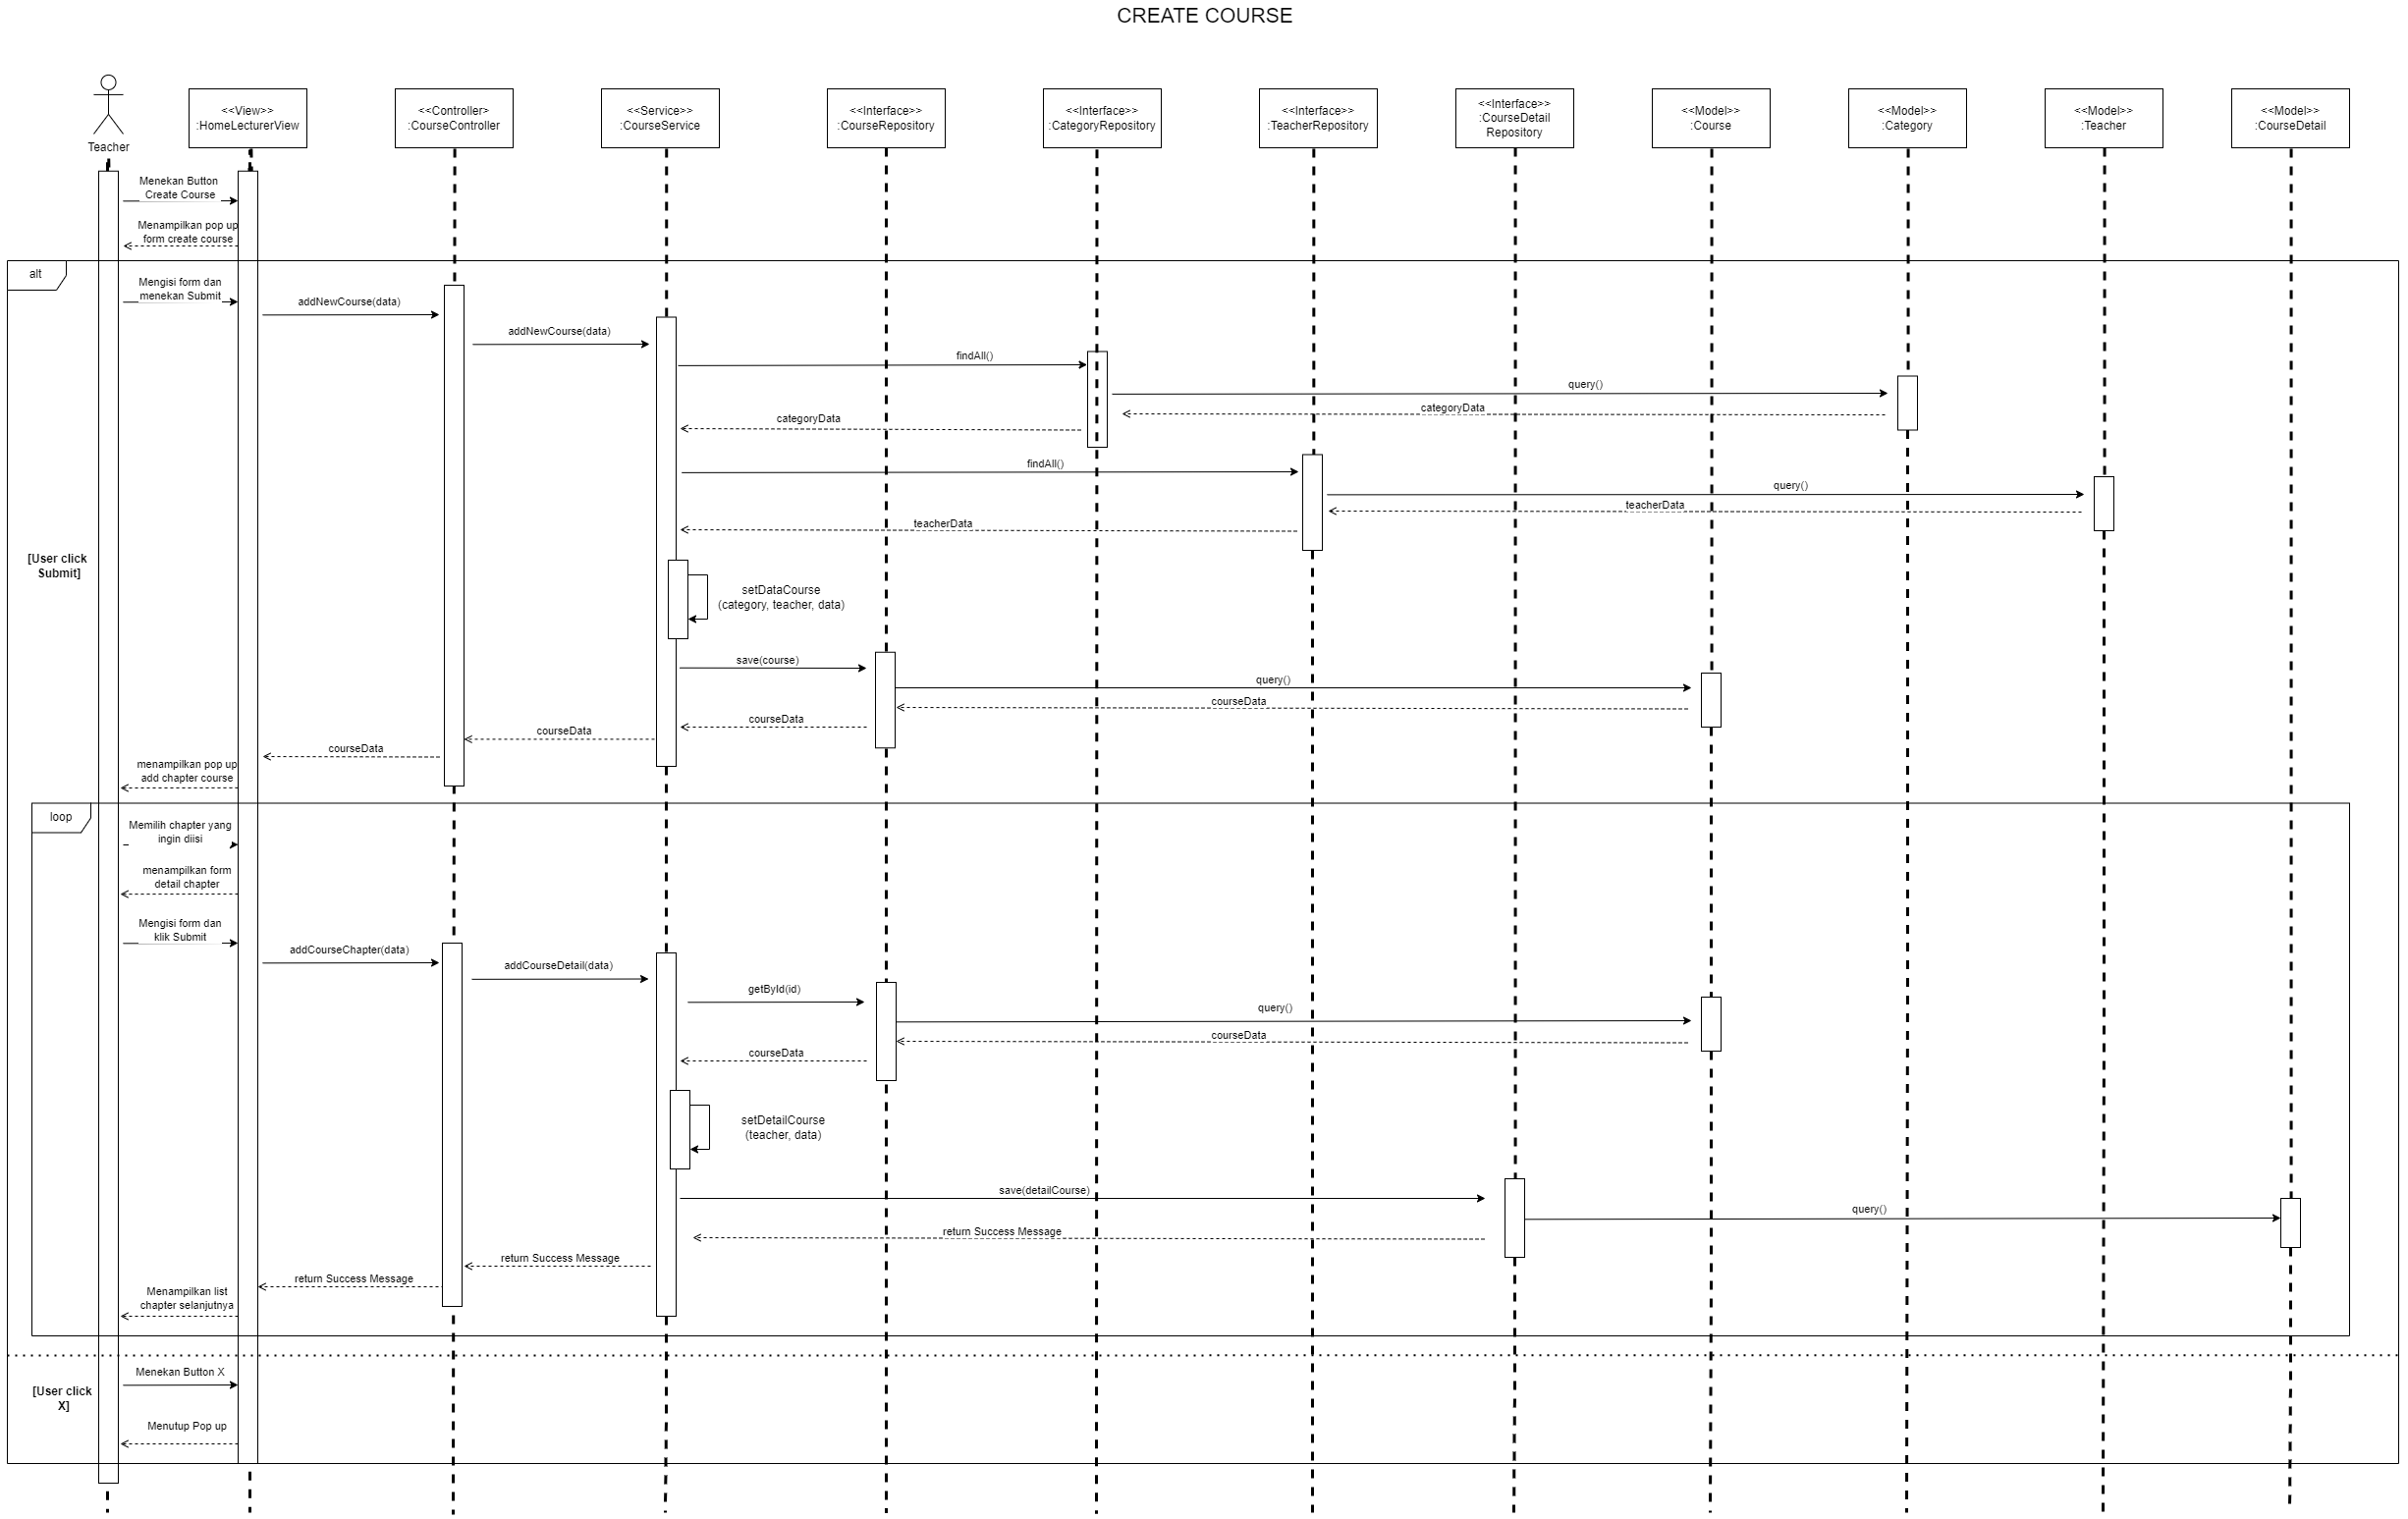 CREATE COURSE
Teacher
<<View>>
:HomeLecturerView
<<Controller>
:CourseController
<<Service>>
:CourseService
<<Interface>>
:CourseRepository
<<Interface>>
:CategoryRepository
<<Interface>>
:TeacherRepository
<<Interface>>
:CourseDetail
Repository
<<Model>>
:Course
<<Model>>
:Category
<<Model>>
:Teacher
<<Model>>
:CourseDetail
Menekan Button
Create Course
Menampilkan pop up
form create course
alt
Mengisi form dan
menekan Submit
addNewCourse(data)
addNewCourse(data)
findAll()
query()
categoryData
categoryData
findAll()
query()
teacherData
teacherData
[User click
Submit]
setDataCourse
(category, teacher, data)
save(course)
query()
courseData
courseData
courseData
courseData
menampilkan pop up
add chapter course
loop
Memilih chapter yang
ingin diisi
menampilkan form
detail chapter
Mengisi form dan
klik Submit
addCourseChapter(data)
addCourseDetail(data)
getById(id)
query()
courseData
courseData
setDetailCourse
(teacher, data)
save(detailCourse)
query()
return Success Message
return Success Message
return Success Message
Menampilkan list
chapter selanjutnya
Menekan Button X
[User click
X]
Menutup Pop up